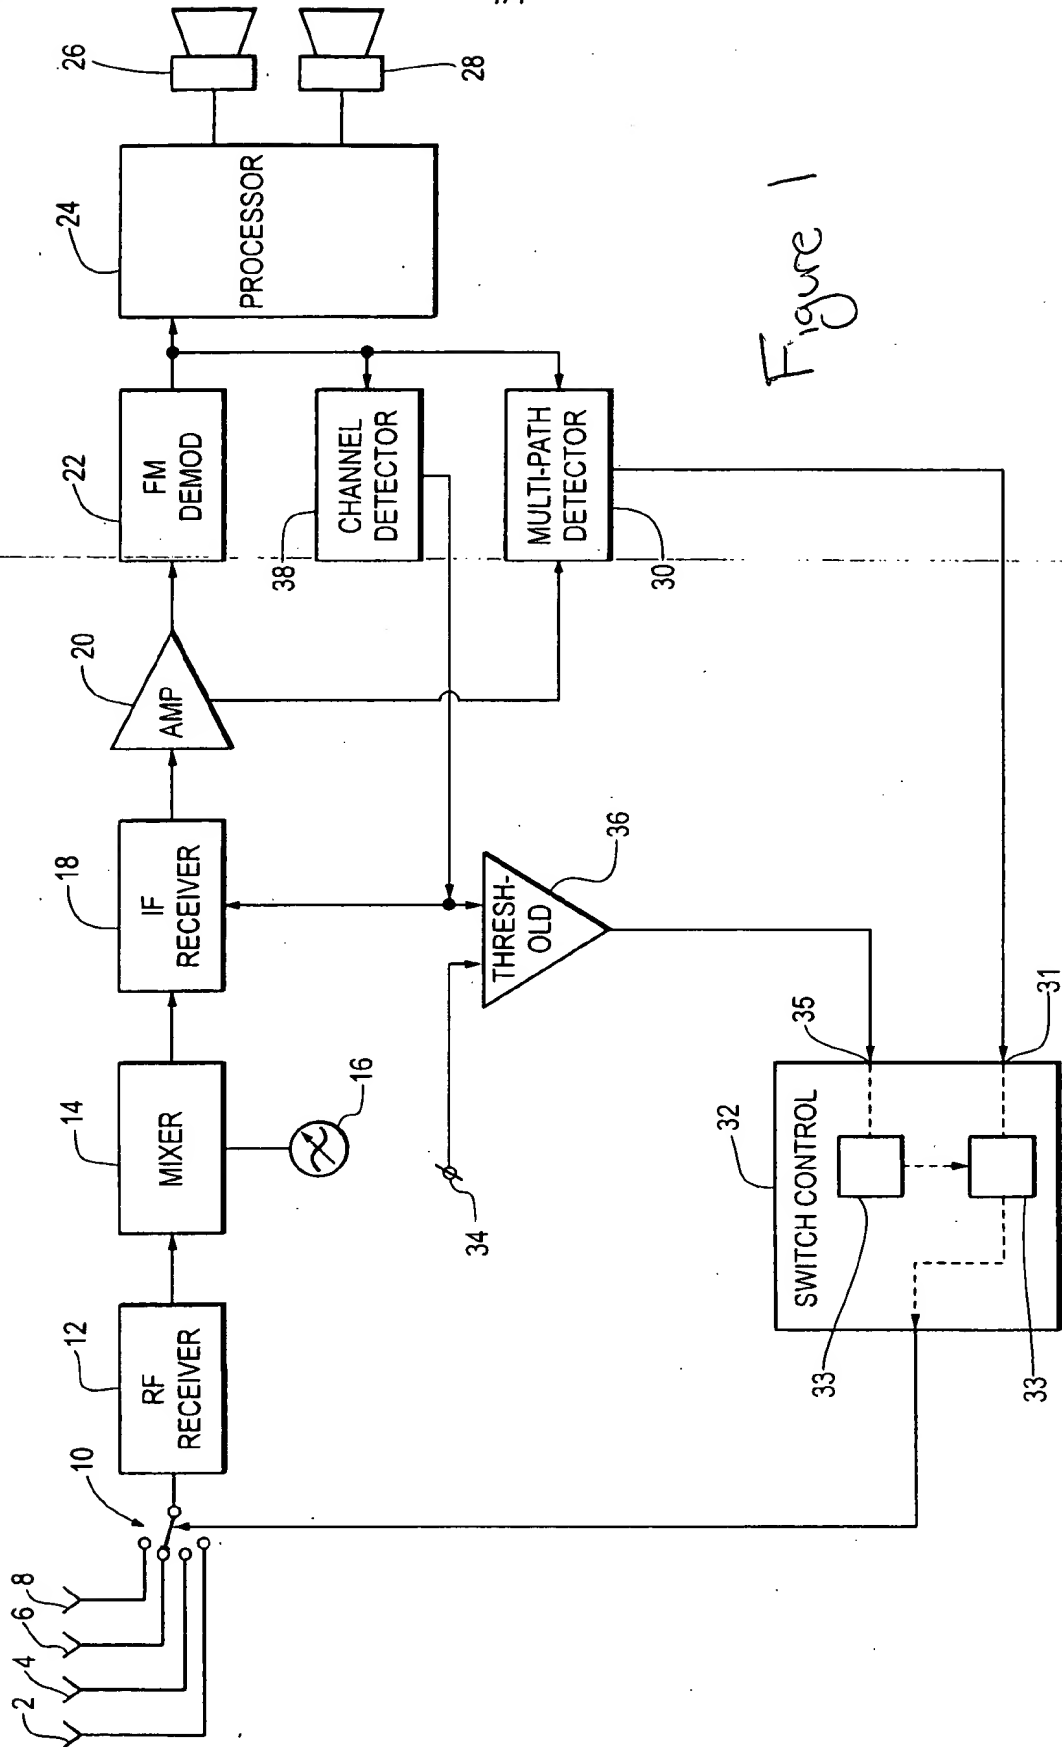 2
4
6
8
10
12
RF
RECEIVER
14
MIXER
16
18
IF
RECEIVER
20
AMP
22
FM
DEMOD
24
PROCESSOR
26
28
38
CHANNEL
DETECTOR
MULTI-PATH
DETECTOR
30
34
THRESH-
OLD
36
32
SWITCH CONTROL
35
31
33
33
Figure 1